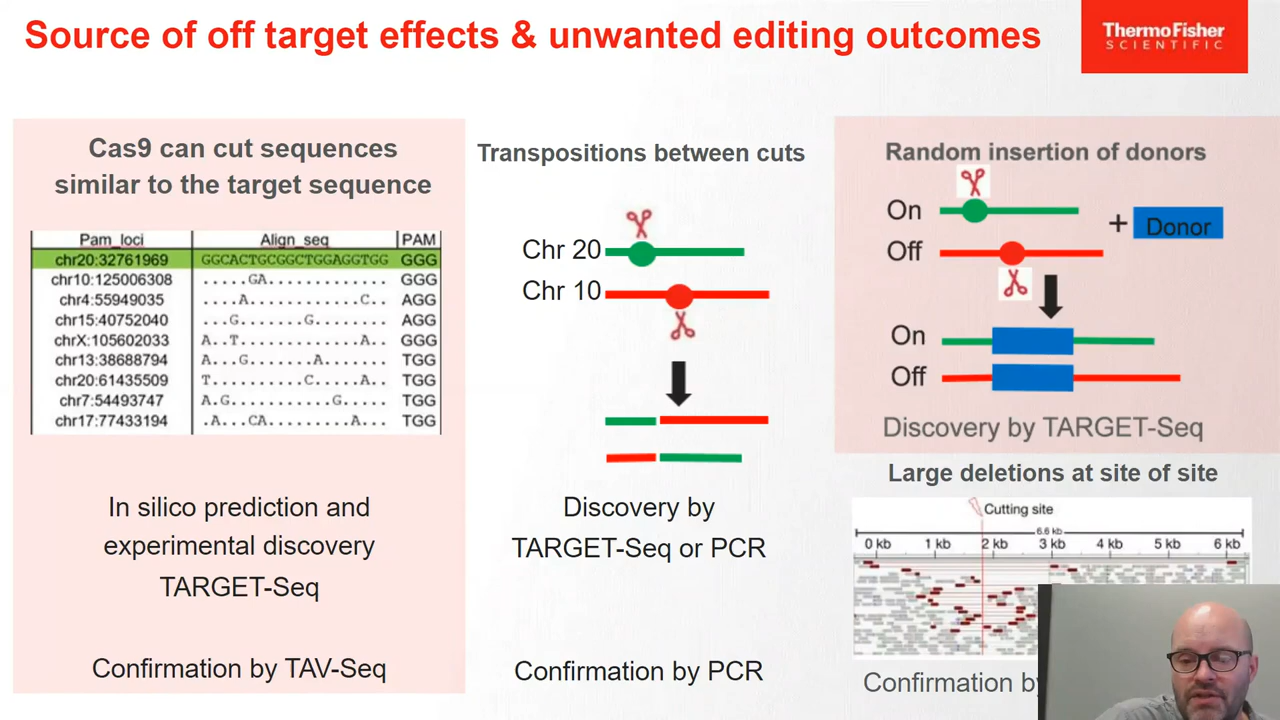 Source of off target effects & unwanted editing outcomes
ThermoFisher
SCIENTIFIC
Cas9 can cut sequences
similar to the target sequence
Pam_loci Align_seq PAM
chr20:32761969 GGCACTGCGGCTGGAGGTGG GGG
chr10:125006308 .....GA............. GGG
chr4:55949035 ....A............C.. AGG
chr15:40752040 ...G.......G........ AGG
chrX:105602033 A..T.............A.. GGG
chr13:38688794 A...G.......A....... TGG
chr20:61435509 T..........C.....A.. TGG
chr7:54493747 A.G...........G..... TGG
chr17:77433194 .A...CA.........A... TGG
In silico prediction and
experimental discovery
TARGET-Seq
Confirmation by TAV-Seq
Transpositions between cuts
Chr 20
Chr 10
Discovery by
TARGET-Seq or PCR
Confirmation by PCR
Random insertion of donors
On
Off
+ Donor
On
Off
Discovery by TARGET-Seq
Large deletions at site of site
Cutting site
6.6 kb
0 kb 1 kb 2 kb 3 kb 4 kb 5 kb 6 kb
Confirmation by